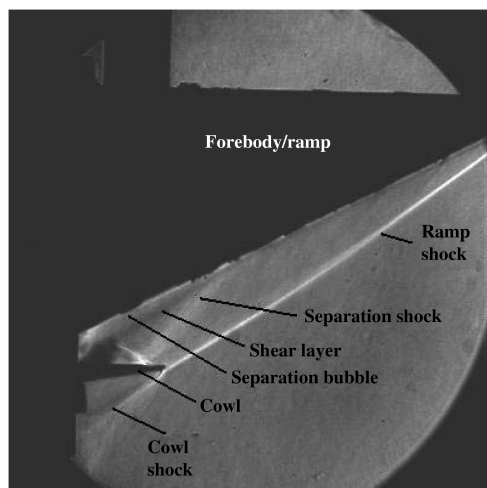 Forebody/ramp
Ramp
shock
Separation shock
Shear layer
Separation bubble
Cowl
Cowl
shock